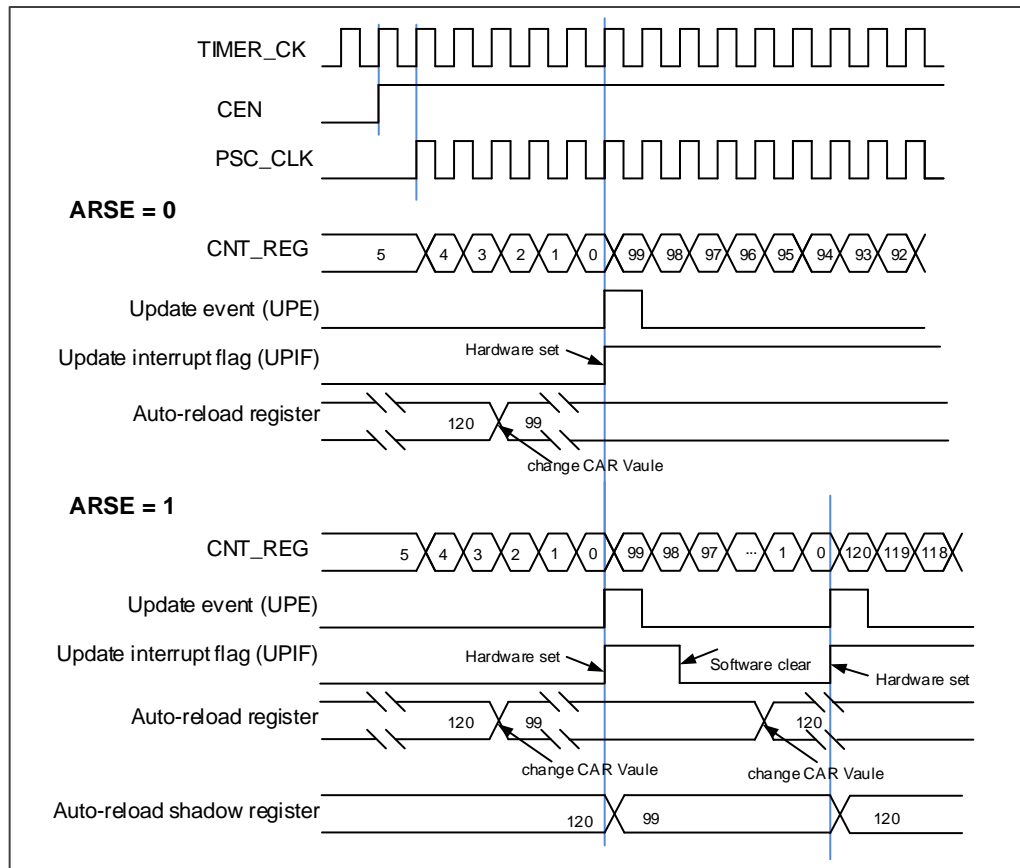 TIMER_CK
CEN
PSC_CLK
ARSE = 0
CNT_REG 5 4 3 2 1 0 99 98 97 96 95 94 93 92
Update event (UPE)
Update interrupt flag (UPIF) Hardware set
Auto-reload register 120 99
change CAR Vaule
ARSE = 1
CNT_REG 5 4 3 2 1 0 99 98 97 ... 1 0 120 119 118
Update event (UPE)
Update interrupt flag (UPIF) Hardware set Software clear Hardware set
Auto-reload register 120 99 120
change CAR Vaule change CAR Vaule
Auto-reload shadow register 120 99 120